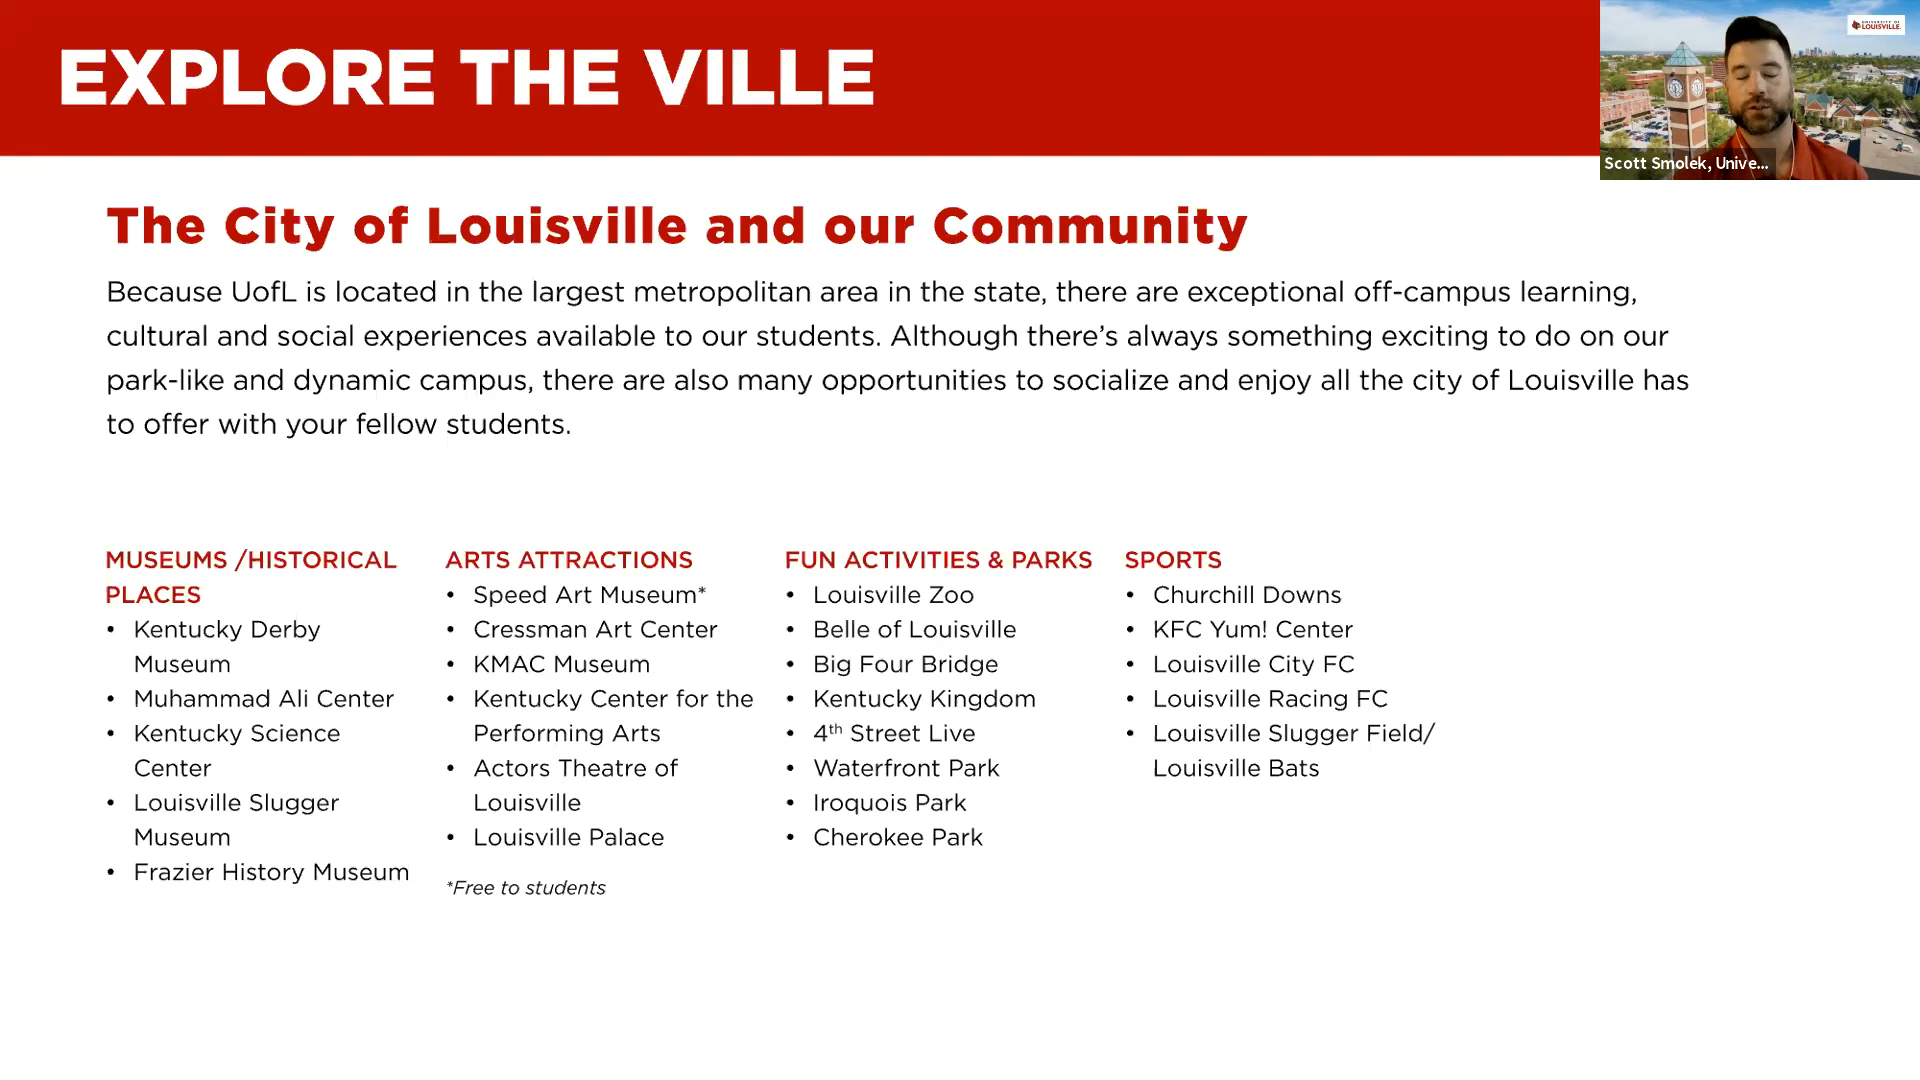 EXPLORE THE VILLE
UNIVERSITY OF
LOUISVILLE.
Scott Smolek, Unive...
The City of Louisville and our Community
Because UofL is located in the largest metropolitan area in the state, there are exceptional off-campus learning,
cultural and social experiences available to our students. Although there’s always something exciting to do on our
park-like and dynamic campus, there are also many opportunities to socialize and enjoy all the city of Louisville has
to offer with your fellow students.
MUSEUMS /HISTORICAL
PLACES
• Kentucky Derby
Museum
• Muhammad Ali Center
• Kentucky Science
Center
• Louisville Slugger
Museum
• Frazier History Museum
ARTS ATTRACTIONS
• Speed Art Museum*
• Cressman Art Center
• KMAC Museum
• Kentucky Center for the
Performing Arts
• Actors Theatre of
Louisville
• Louisville Palace
*Free to students
FUN ACTIVITIES & PARKS
• Louisville Zoo
• Belle of Louisville
• Big Four Bridge
• Kentucky Kingdom
• 4th Street Live
• Waterfront Park
• Iroquois Park
• Cherokee Park
SPORTS
• Churchill Downs
• KFC Yum! Center
• Louisville City FC
• Louisville Racing FC
• Louisville Slugger Field/
Louisville Bats